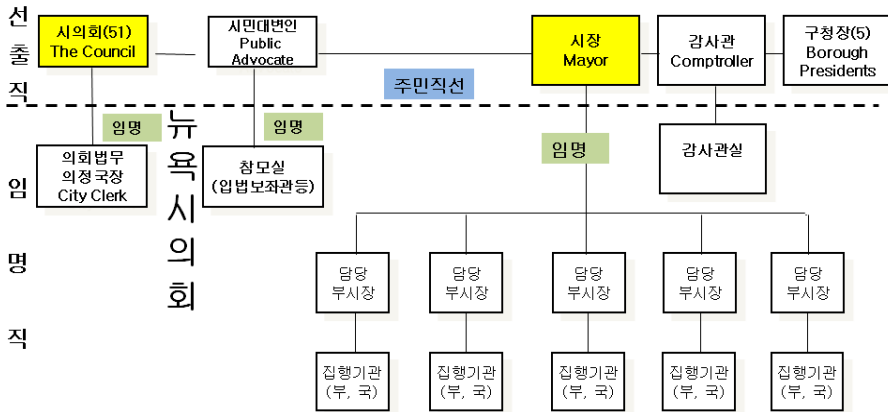 선출직
시의회(51)
The Council
시민대변인
Public
Advocate
시장
Mayor
감사관
Comptroller
구청장(5)
Borough
Presidents
주민직선
임명직
뉴욕시의회
임명
임명
임명
의회법무
의정국장
City Clerk
참모실
(입법보좌관등)
감사관실
담당
부시장
담당
부시장
담당
부시장
담당
부시장
담당
부시장
집행기관
(부, 국)
집행기관
(부, 국)
집행기관
(부, 국)
집행기관
(부, 국)
집행기관
(부, 국)